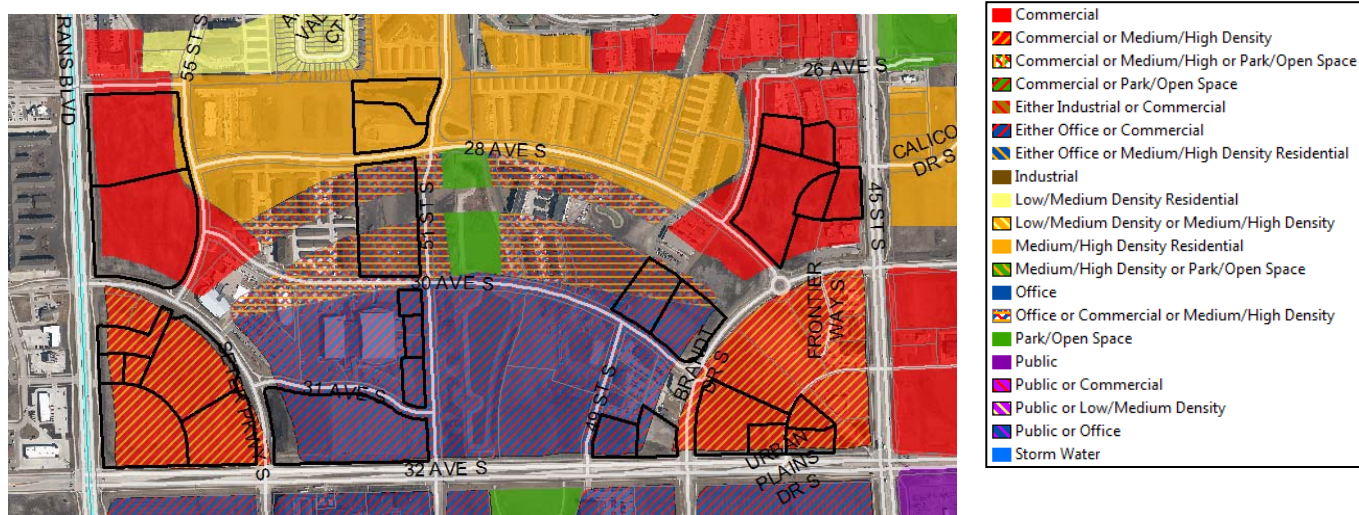 RANS BLVD
55 ST S
VAL
CT
26 AVE S
28 AVE S
CALICO
DR S
51 ST S
45 ST S
30 AVE S
FRONTIER
WAY S
BRANDT
DR S
31 AVE S
49 ST S
32 AVE S
URBAN
PLAINS
DR S
Commercial
Commercial or Medium/High Density
Commercial or Medium/High or Park/Open Space
Commercial or Park/Open Space
Either Industrial or Commercial
Either Office or Commercial
Either Office or Medium/High Density Residential
Industrial
Low/Medium Density Residential
Low/Medium Density or Medium/High Density
Medium/High Density Residential
Medium/High Density or Park/Open Space
Office
Office or Commercial or Medium/High Density
Park/Open Space
Public
Public or Commercial
Public or Low/Medium Density
Public or Office
Storm Water